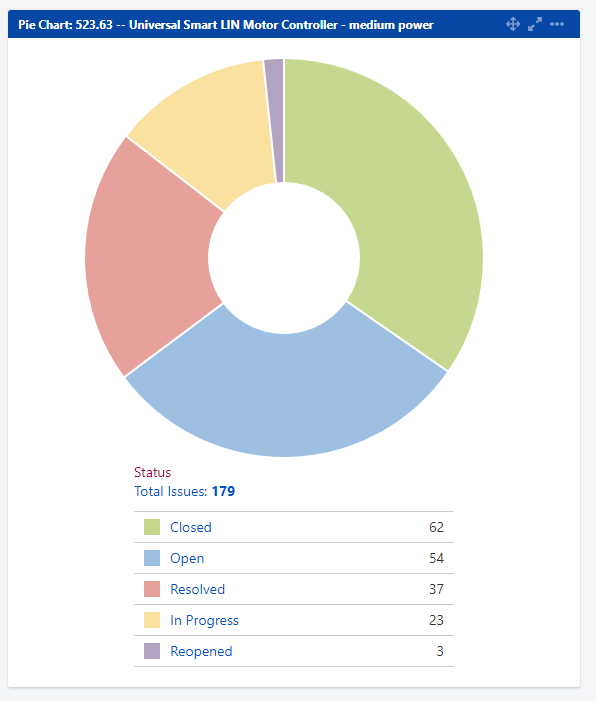 Pie Chart: 523.63 -- Universal Smart LIN Motor Controller - medium power
Status
Total Issues: 179
Closed 62
Open 54
Resolved 37
In Progress 23
Reopened 3